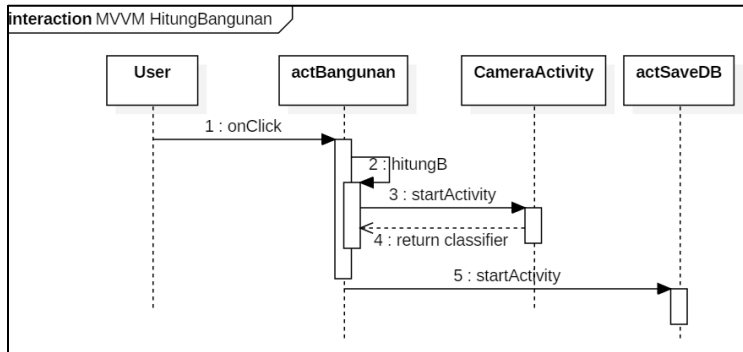 interaction MVVM HitungBangunan
User
actBangunan
CameraActivity
actSaveDB
1 : onClick
2 : hitungB
3 : startActivity
4 : return classifier
5 : startActivity